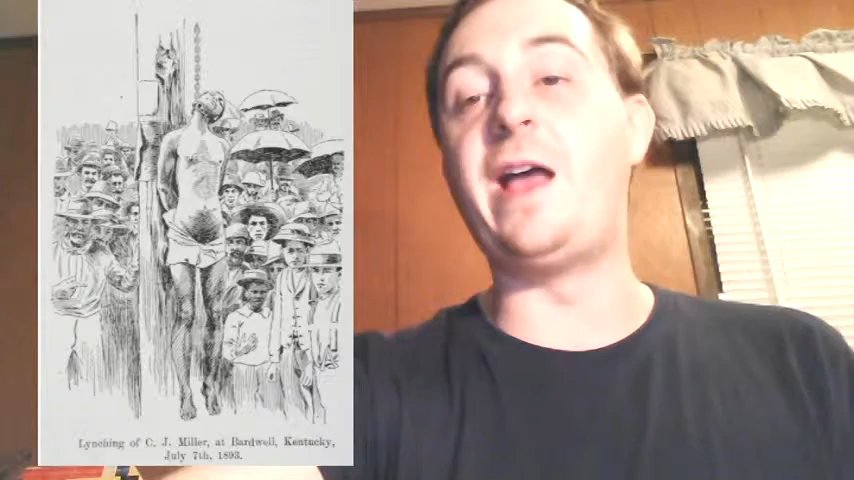 Lynching of C. J. Miller, at Bardwell, Kentucky,
July 7th, 1893.